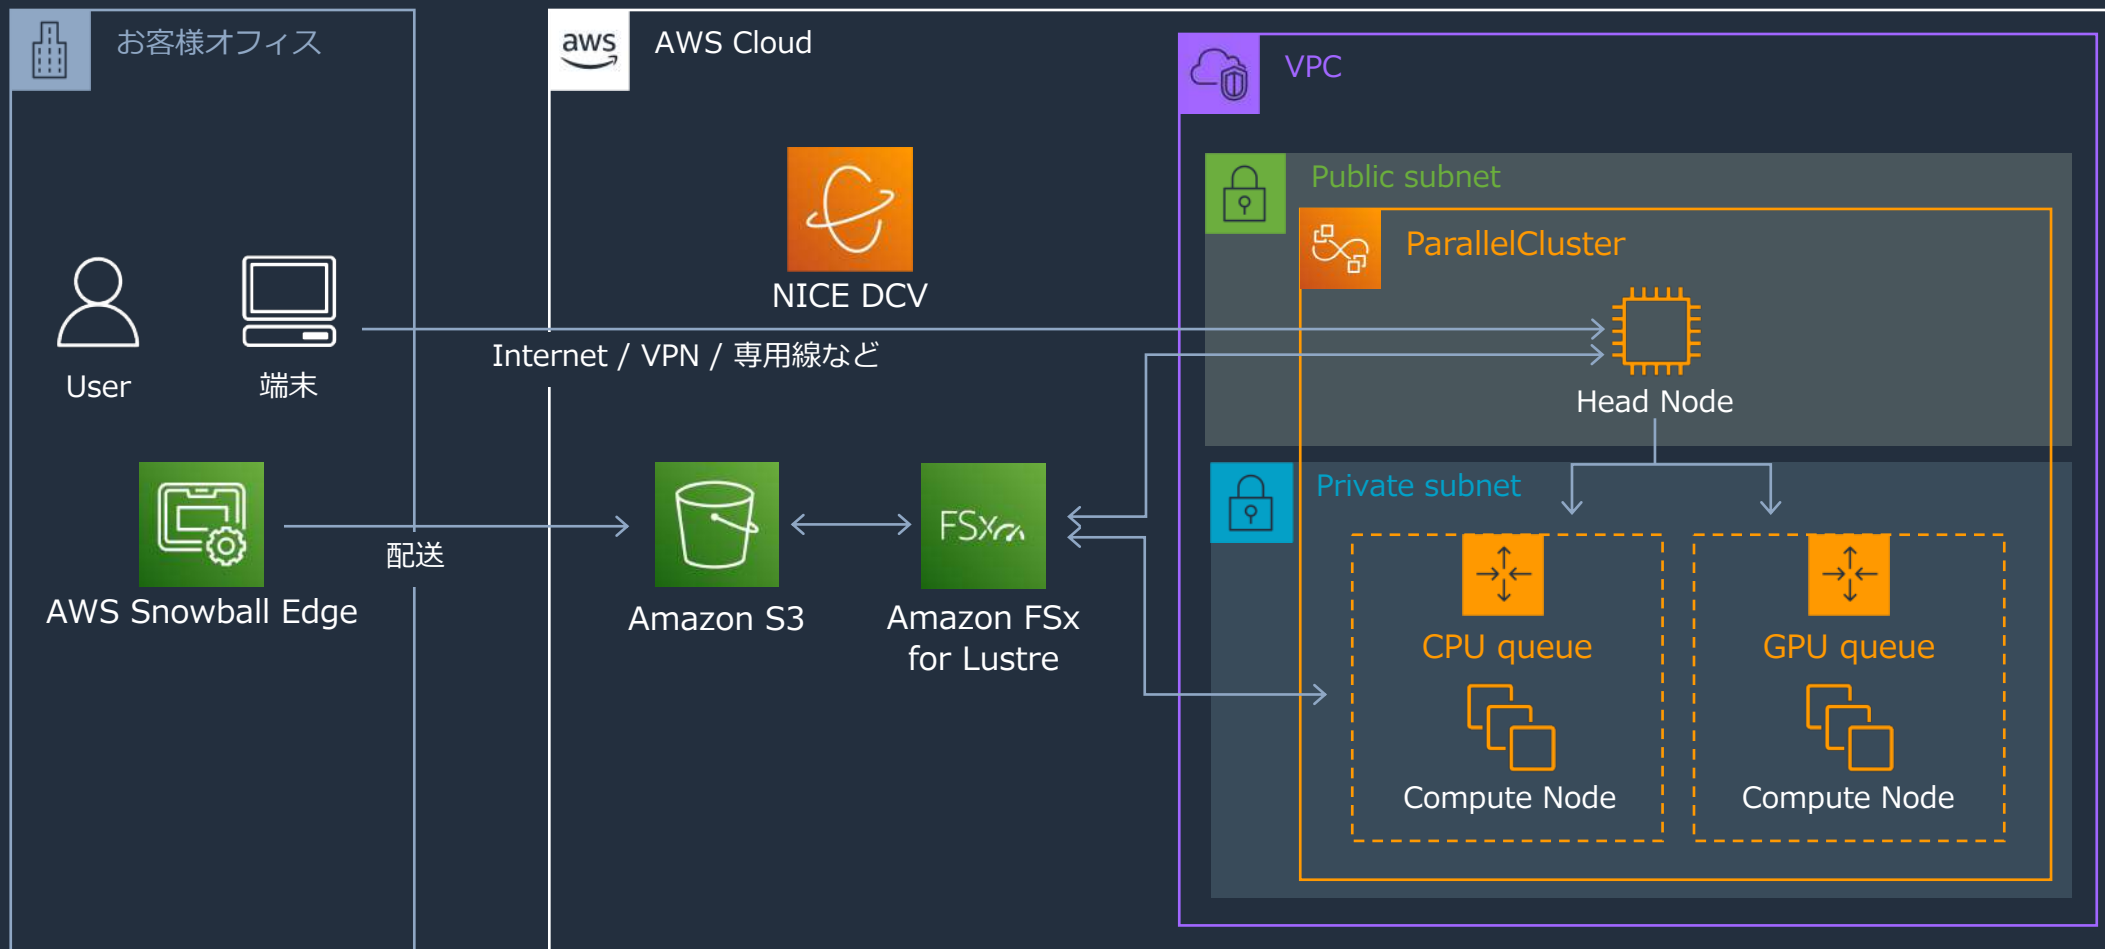 お客様オフィス
aws
AWS Cloud
VPC
Public subnet
ParallelCluster
NICE DCV
Internet / VPN / 専用線など
User
端末
Head Node
Private subnet
配送
FSx
AWS Snowball Edge
Amazon S3
Amazon FSx
for Lustre
CPU queue
GPU queue
Compute Node
Compute Node